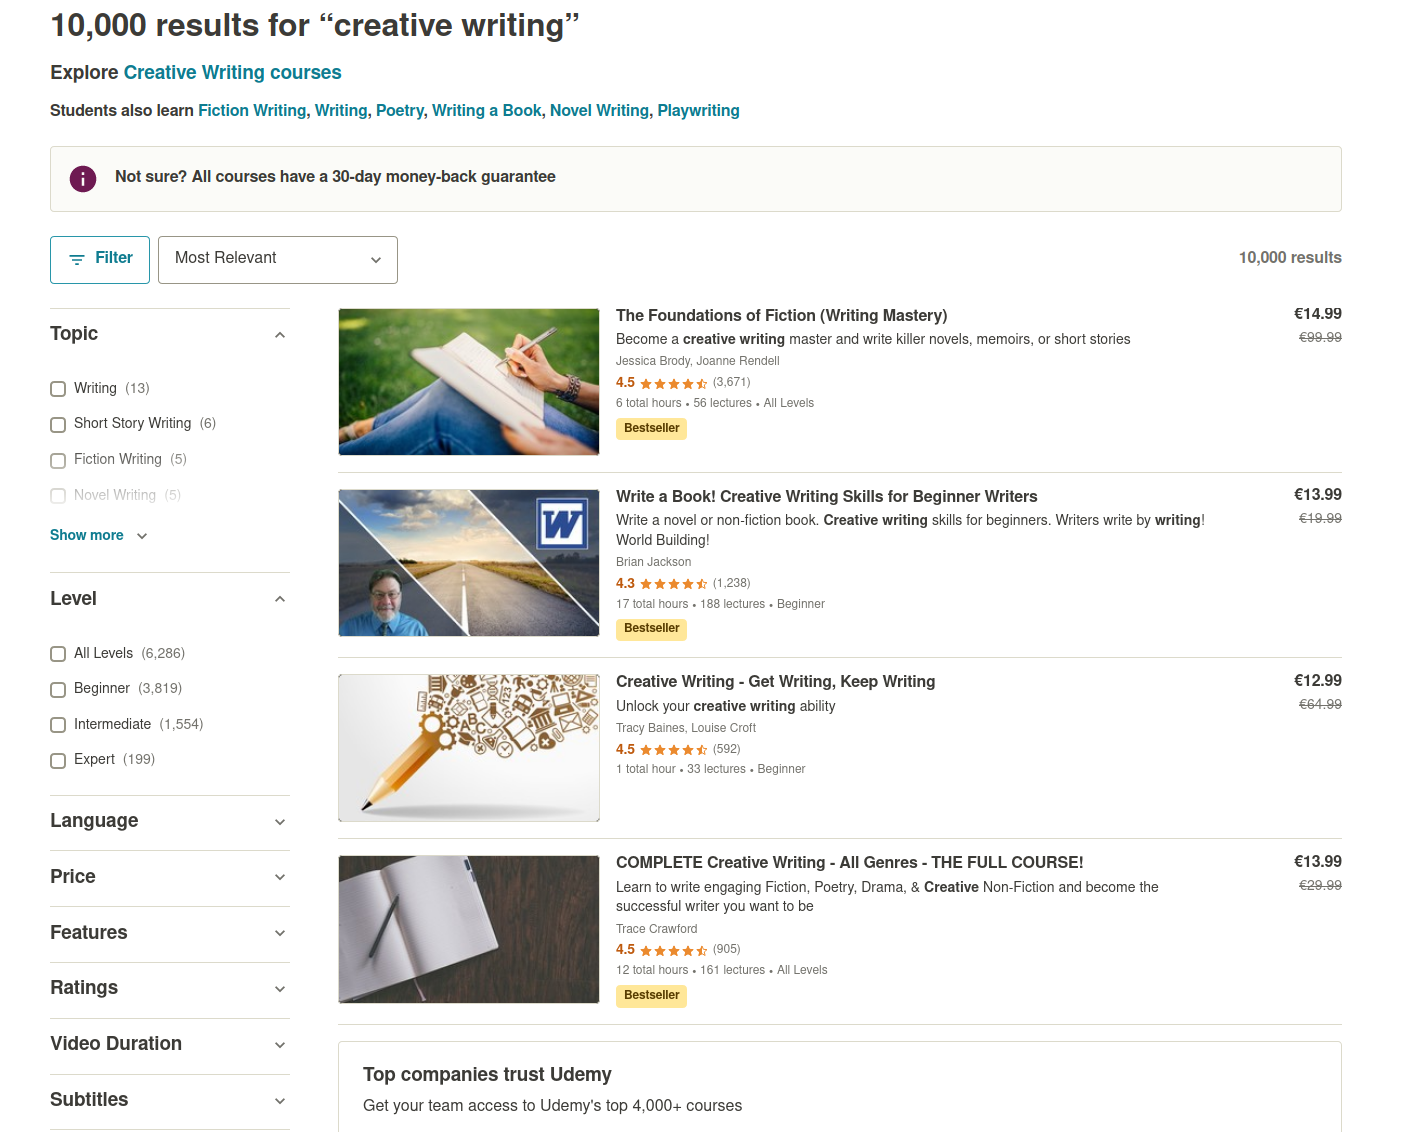 10,000 results for “creative writing”
Explore Creative Writing courses
Students also learn Fiction Writing, Writing, Poetry, Writing a Book, Novel Writing, Playwriting
Not sure? All courses have a 30-day money-back guarantee
Filter
Most Relevant
10,000 results
Topic
Writing (13)
Short Story Writing (6)
Fiction Writing (5)
Novel Writing (5)
Show more
Level
All Levels (6,286)
Beginner (3,819)
Intermediate (1,554)
Expert (199)
Language
Price
Features
Ratings
Video Duration
Subtitles
The Foundations of Fiction (Writing Mastery)
€14.99
Become a creative writing master and write killer novels, memoirs, or short stories
€99.99
Jessica Brody, Joanne Rendell
4.5 (3,671)
6 total hours • 56 lectures • All Levels
Bestseller
W
Write a Book! Creative Writing Skills for Beginner Writers
€13.99
Write a novel or non-fiction book. Creative writing skills for beginners. Writers write by writing!
€19.99
World Building!
Brian Jackson
4.3 (1,238)
17 total hours • 188 lectures • Beginner
Bestseller
Creative Writing - Get Writing, Keep Writing
€12.99
Unlock your creative writing ability
€64.99
Tracy Baines, Louise Croft
4.5 (592)
1 total hour • 33 lectures • Beginner
COMPLETE Creative Writing - All Genres - THE FULL COURSE!
€13.99
Learn to write engaging Fiction, Poetry, Drama, & Creative Non-Fiction and become the
€29.99
successful writer you want to be
Trace Crawford
4.5 (905)
12 total hours • 161 lectures • All Levels
Bestseller
Top companies trust Udemy
Get your team access to Udemy's top 4,000+ courses